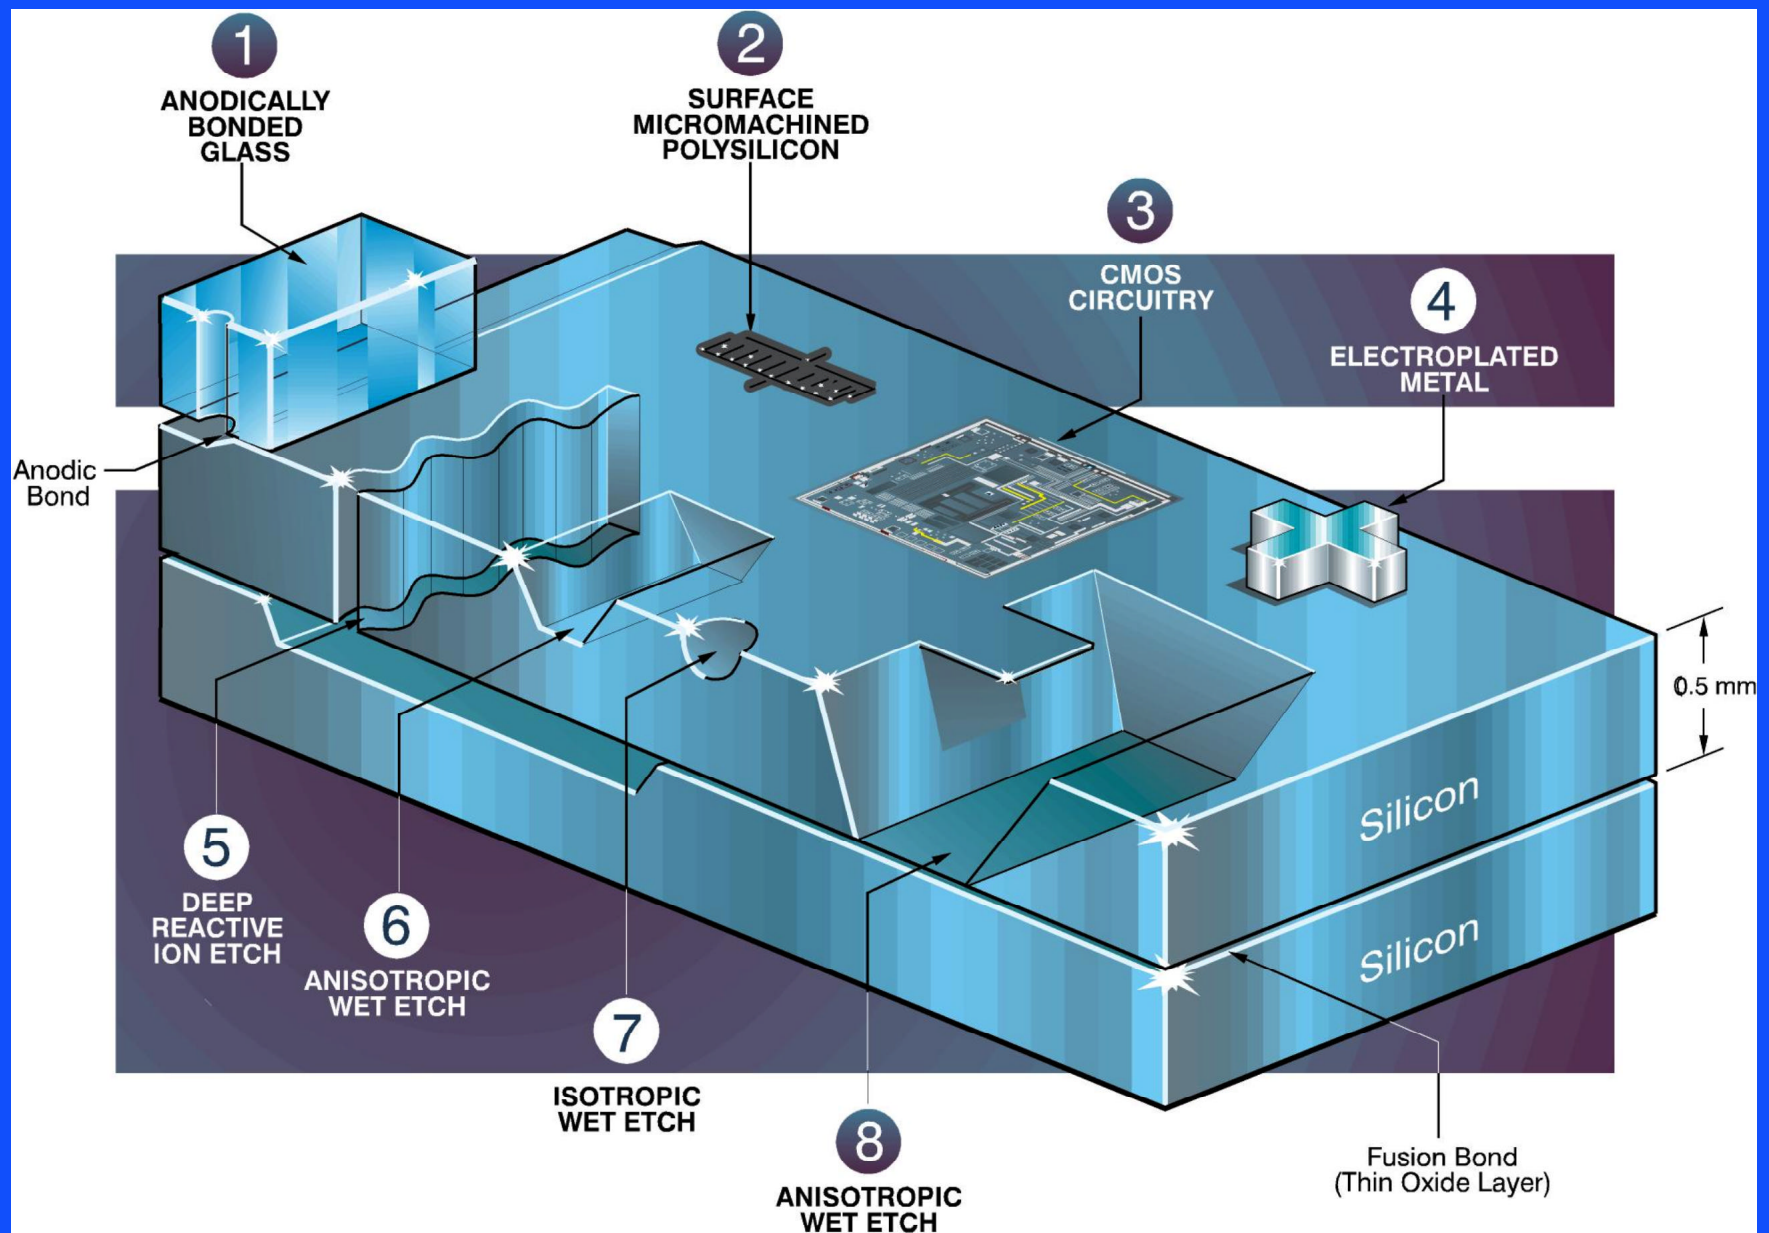 1
ANODICALLY
BONDED
GLASS
2
SURFACE
MICROMACHINED
POLYSILICON
3
CMOS
CIRCUITRY
4
ELECTROPLATED
METAL
Anodic
Bond
0.5 mm
Silicon
Silicon
5
DEEP
REACTIVE
ION ETCH
6
ANISOTROPIC
WET ETCH
7
ISOTROPIC
WET ETCH
8
ANISOTROPIC
WET ETCH
Fusion Bond
(Thin Oxide Layer)